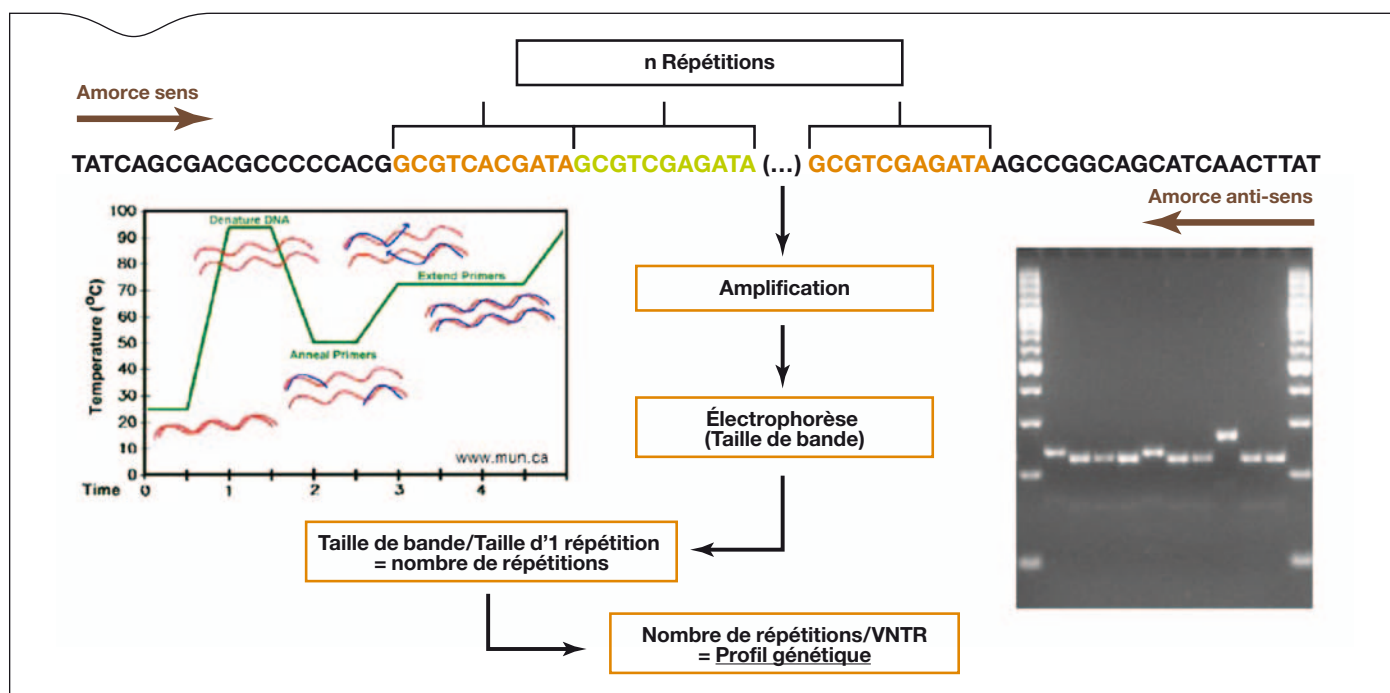 n Répétitions
Amorce sens
TATCAGCGACGCCCCCACGGCGTCACGATAGCGTCGAGATA (...) GCGTCGAGATAAGCCGGCAGCATCAACTTAT
Amorce anti-sens
Temperature (°C)
100
90
80
70
60
50
40
30
20
10
0
Denature DNA
Extend Primers
Anneal Primers
www.mun.ca
Time 0 1 2 3 4
Amplification
Électrophorèse
(Taille de bande)
Taille de bande/Taille d'1 répétition
= nombre de répétitions
Nombre de répétitions/VNTR
= Profil génétique